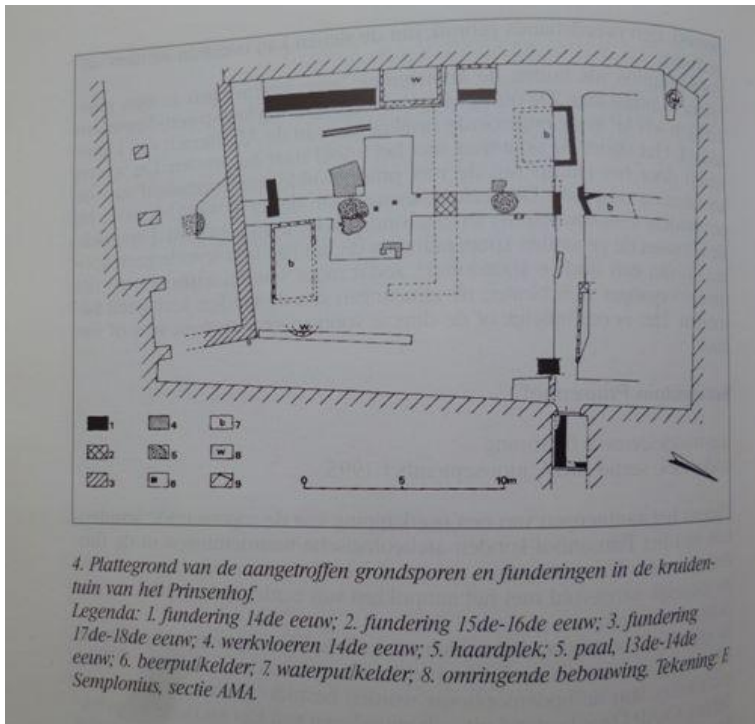 w
b
b
b
w
1
4
b 7
2
5
w 8
3
6
9
0 5 10m
4. Plattegrond van de aangetroffen grondsporen en funderingen in de kruiden-
tuin van het Prinsenhof.
Legenda: 1. fundering 14de eeuw; 2. fundering 15de-16de eeuw; 3. fundering
17de-18de eeuw; 4. werkvloeren 14de eeuw; 5. haardplek; 5. paal, 13de-14de
eeuw; 6. beerput/kelder; 7. waterput/kelder; 8. omringende bebouwing. Tekening: E
Semplonius, sectie AMA.